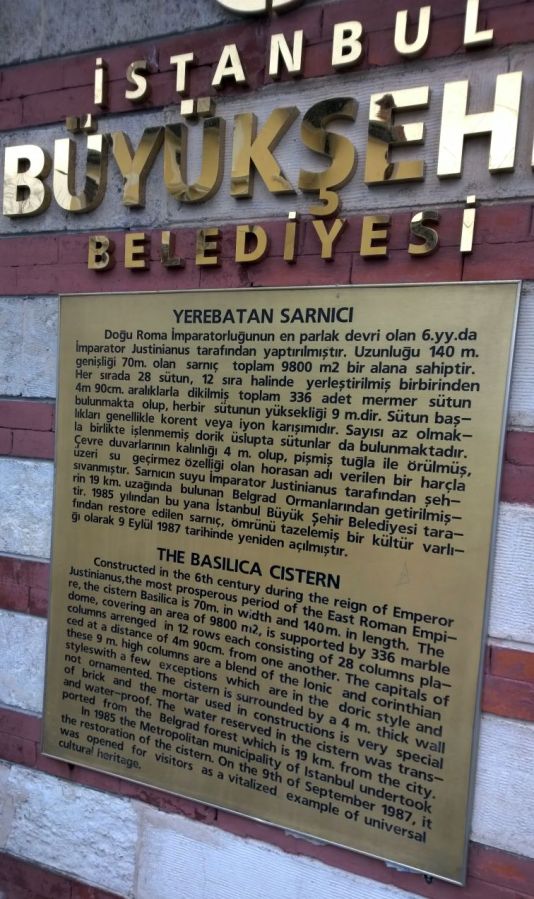 İSTANBUL
BÜYÜKŞEH
BELEDİYESİ
YEREBATAN SARNICI
Doğu Roma İmparatorluğunun en parlak devri olan 6.yy.da
İmparator Justinianus tarafından yaptırılmıştır. Uzunluğu 140 m.
genişliği 70m. olan sarnıç toplam 9800 m2 bir alana sahiptir.
Her sırada 28 sütun, 12 sıra halinde yerleştirilmiş birbirinden
4m 90cm. aralıklarla dikilmiş toplam 336 adet mermer sütun
bulunmakta olup, herbir sütunun yüksekliği 9 m.dir. Sütun baş-
lıkları genellikle korent veya iyon karışımıdır. Sayısı az olmak-
la birlikte işlenmemiş dorik üslupta sütunlar da bulunmaktadır.
Çevre duvarlarının kalınlığı 4 m. olup, pişmiş tuğla ile örülmüş,
üzeri su geçirmez özelliği olan horasan adı verilen bir harçla
sıvanmıştır. Sarnıcın suyu İmparator Justinianus tarafından şeh-
rin 19 km. uzağında bulunan Belgrad Ormanlarından getirilmiş-
tir. 1985 yılından bu yana İstanbul Büyük Şehir Belediyesi tara-
fından restore edilen sarnıç, ömrünü tazelemiş bir kültür varlı-
ğı olarak 9 Eylül 1987 tarihinde yeniden açılmıştır.
THE BASILICA CISTERN
Constructed in the 6th century during the reign of Emperor
Justinianus,the most prosperous period of the East Roman Empi-
re, the cistern Basilica is 70m. in width and 140m. in length. The
dome, covering an area of 9800 m2, is supported by 336 marble
columns arrenged in 12 rows each consisting of 28 columns pla-
ced at a distance of 4m 90cm. from one another. The capitals of
these 9 m. high columns are a blend of the Ionic and corinthian
styleswith a few exceptions which are in the doric style and
not ornamented. The cistern is surrounded by a 4 m. thick wall
of brick and the mortar used in constructions is very special
and water-proof. The water reserved in the cistern was trans-
ported from the Belgrad forest which is 19 km. from the city.
In 1985 the Metropolitan municipality of Istanbul undertook
the restoration of the cistern. On the 9th of September 1987, it
was opened for visitors as a vitalized example of universal
cultural heritage.